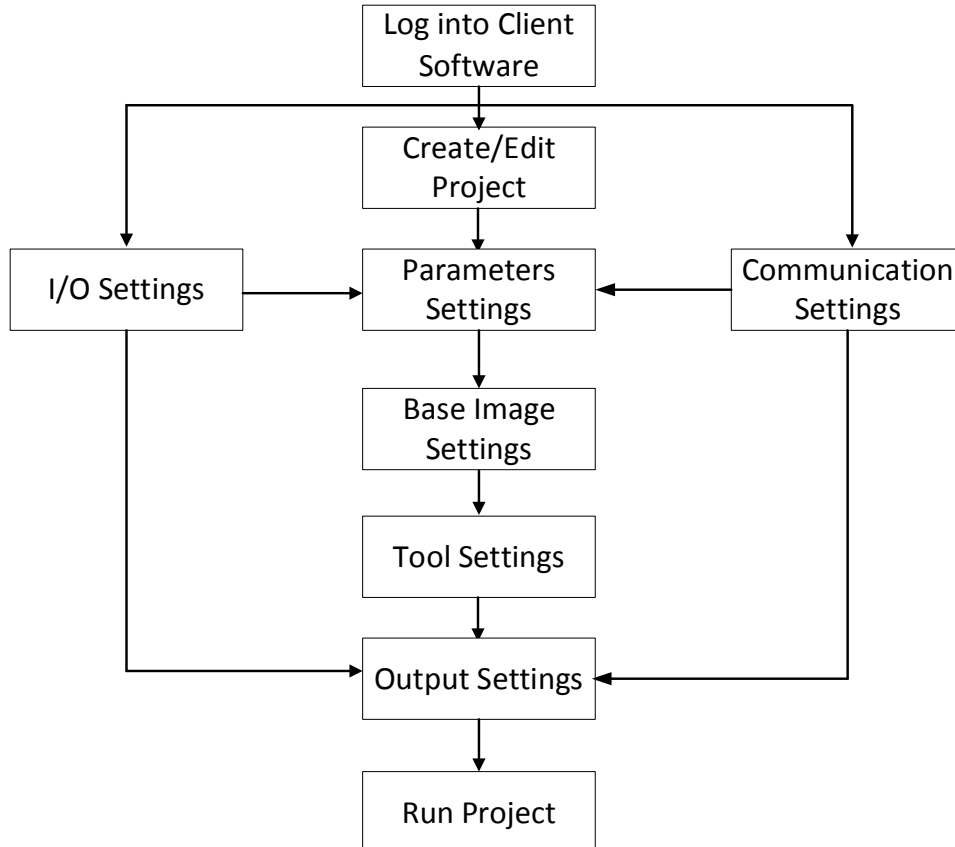 Log into Client
Software
Create/Edit
Project
I/O Settings
Parameters
Settings
Communication
Settings
Base Image
Settings
Tool Settings
Output Settings
Run Project